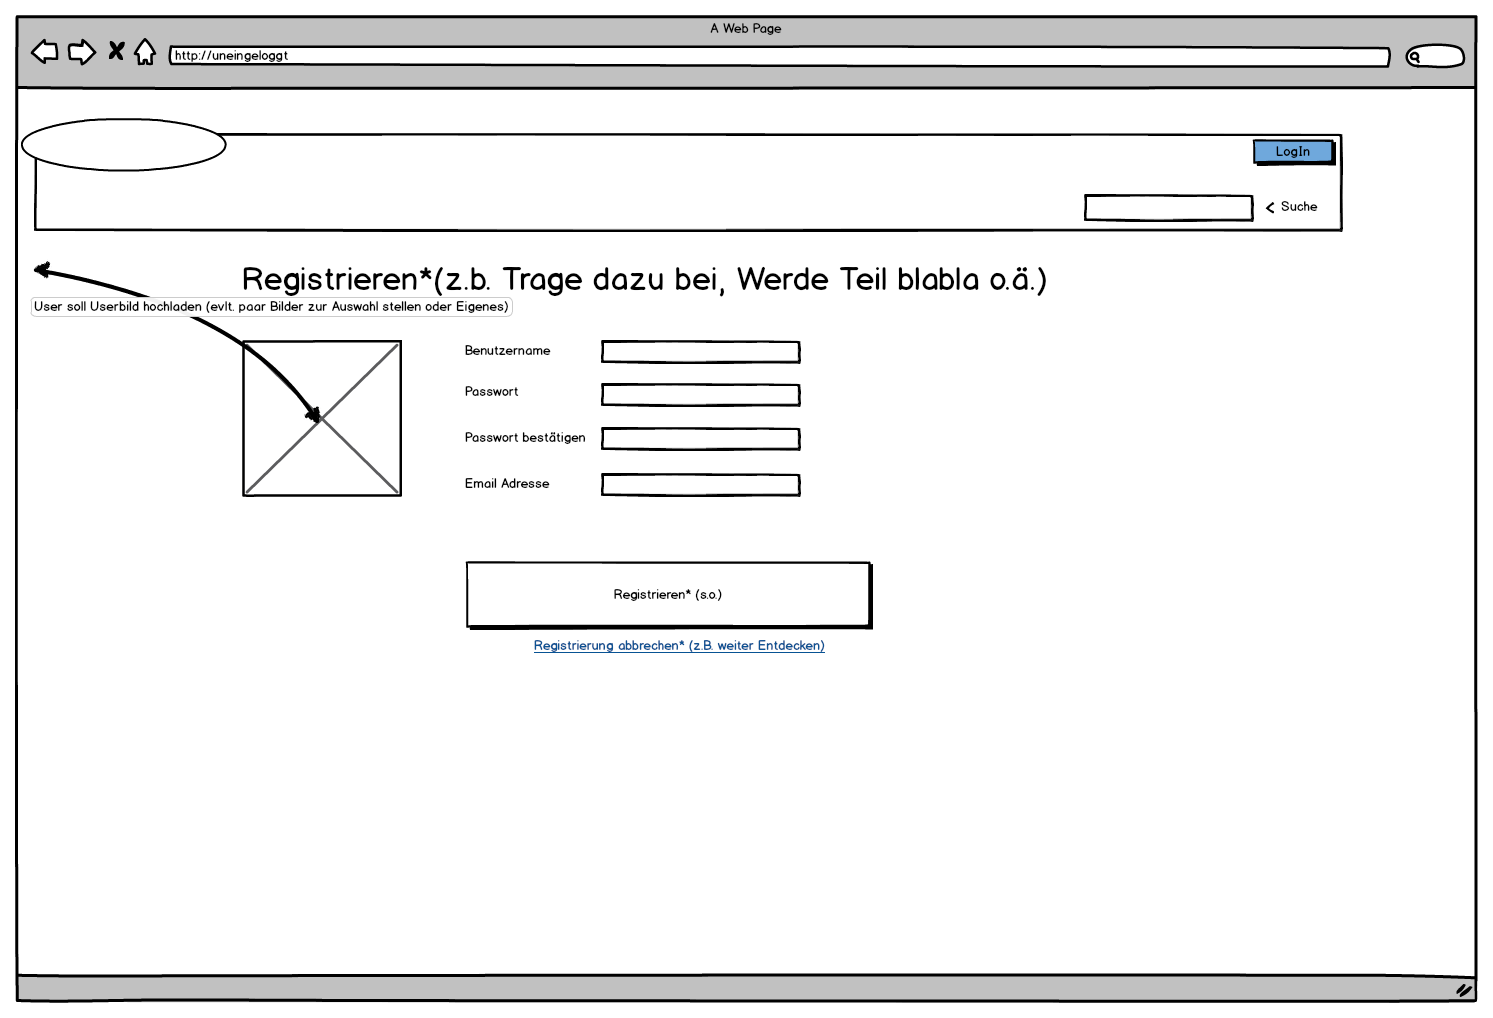 A Web Page
http://uneingeloggt
LogIn
< Suche
Registrieren*(z.b. Trage dazu bei, Werde Teil blabla o.ä.)
User soll Userbild hochladen (evlt. paar Bilder zur Auswahl stellen oder Eigenes)
Benutzername
Passwort
Passwort bestätigen
Email Adresse
Registrieren* (s.o.)
Registrierung abbrechen* (z.B. weiter Entdecken)